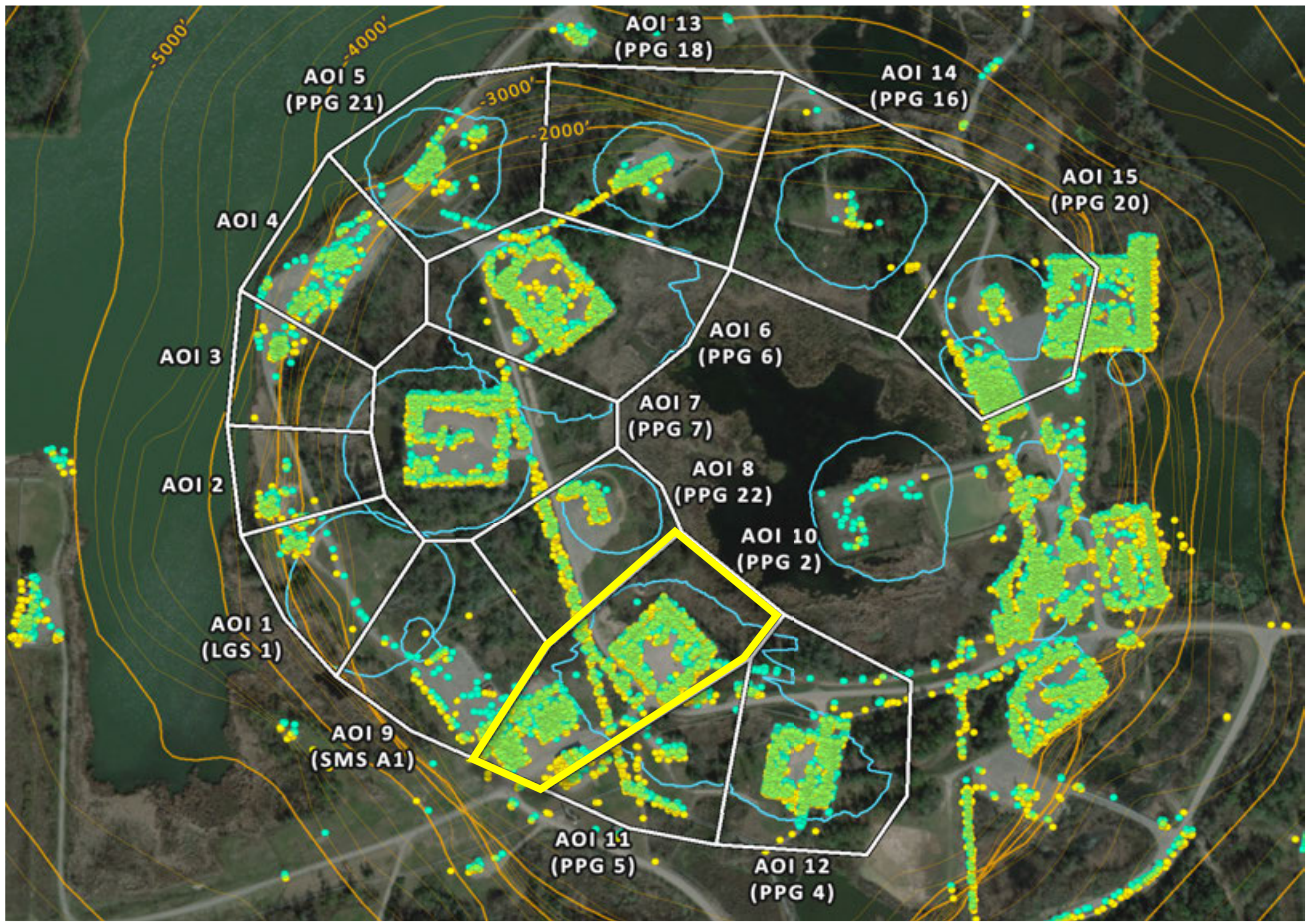 -5000'
-4000'
-3000'
-2000'
AOI 13
(PPG 18)
AOI 5
(PPG 21)
AOI 14
(PPG 16)
AOI 15
(PPG 20)
AOI 4
AOI 3
AOI 6
(PPG 6)
AOI 7
(PPG 7)
AOI 2
AOI 8
(PPG 22)
AOI 10
(PPG 2)
AOI 1
(LGS 1)
AOI 9
(SMS A1)
AOI 11
(PPG 5)
AOI 12
(PPG 4)